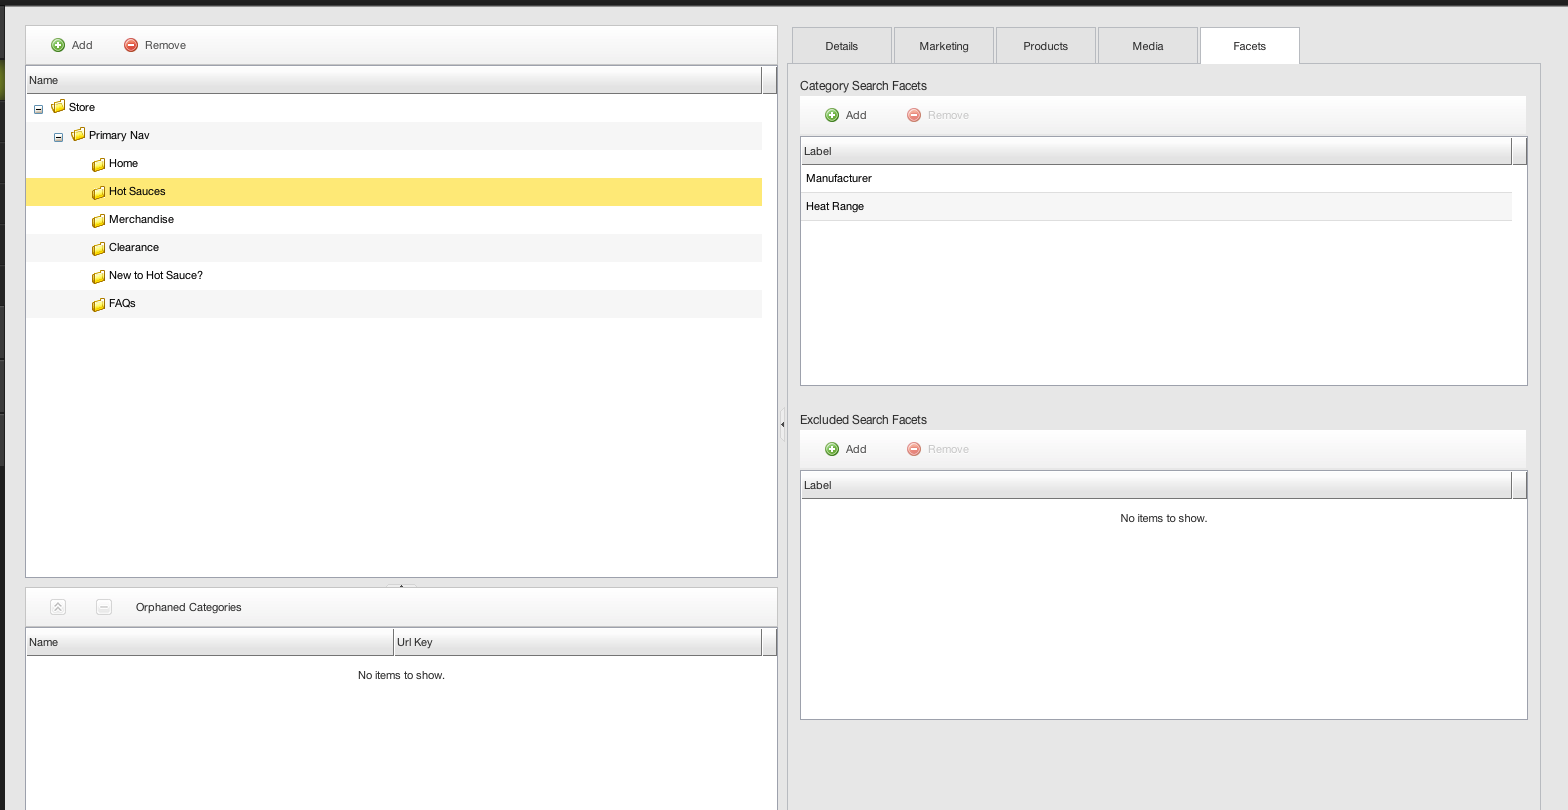 Add Remove
Name
Store
Primary Nav
Home
Hot Sauces
Merchandise
Clearance
New to Hot Sauce?
FAQs
Orphaned Categories
Name Url Key
No items to show.
Details Marketing Products Media Facets
Category Search Facets
Add Remove
Label
Manufacturer
Heat Range
Excluded Search Facets
Add Remove
Label
No items to show.